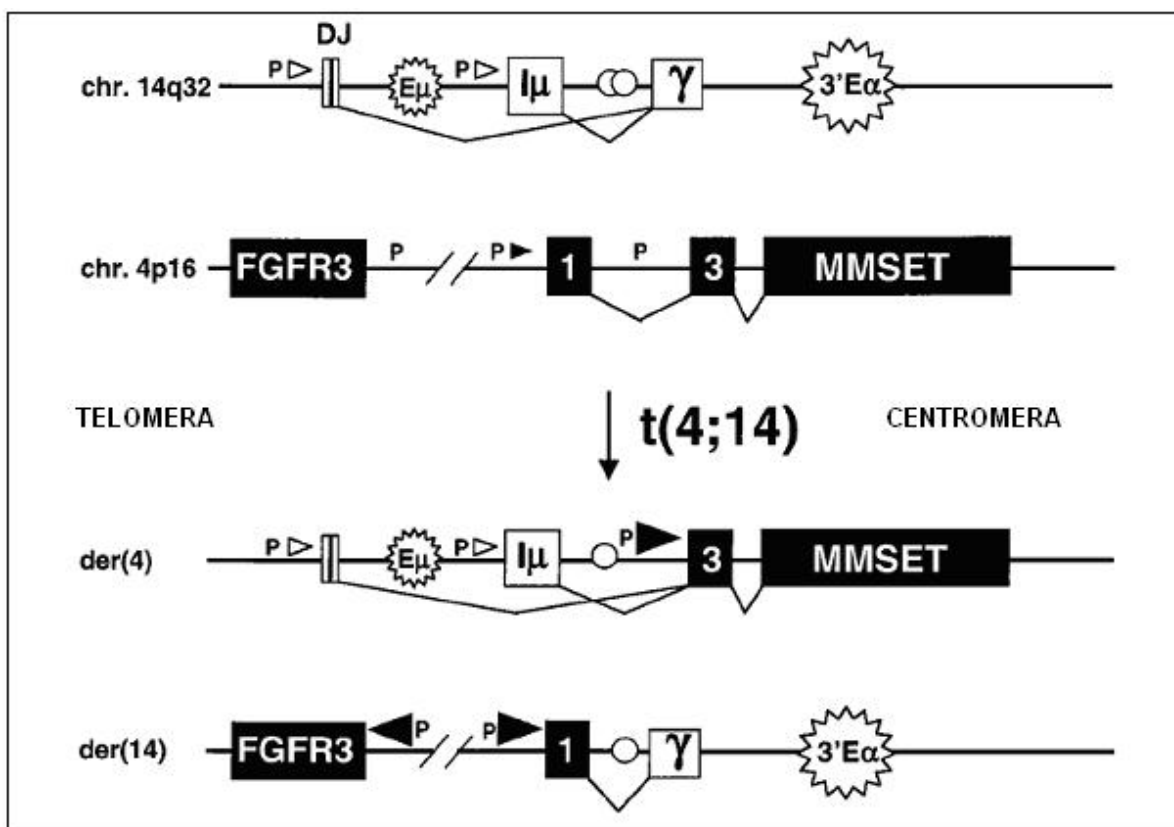 DJ
chr. 14q32 P Eμ P Iμ γ 3'Eα
chr. 4p16 FGFR3 P P 1 P 3 MMSET
TELOMERA t(4;14) CENTROMERA
der(4) P Eμ P Iμ P 3 MMSET
der(14) FGFR3 P P 1 γ 3'Eα